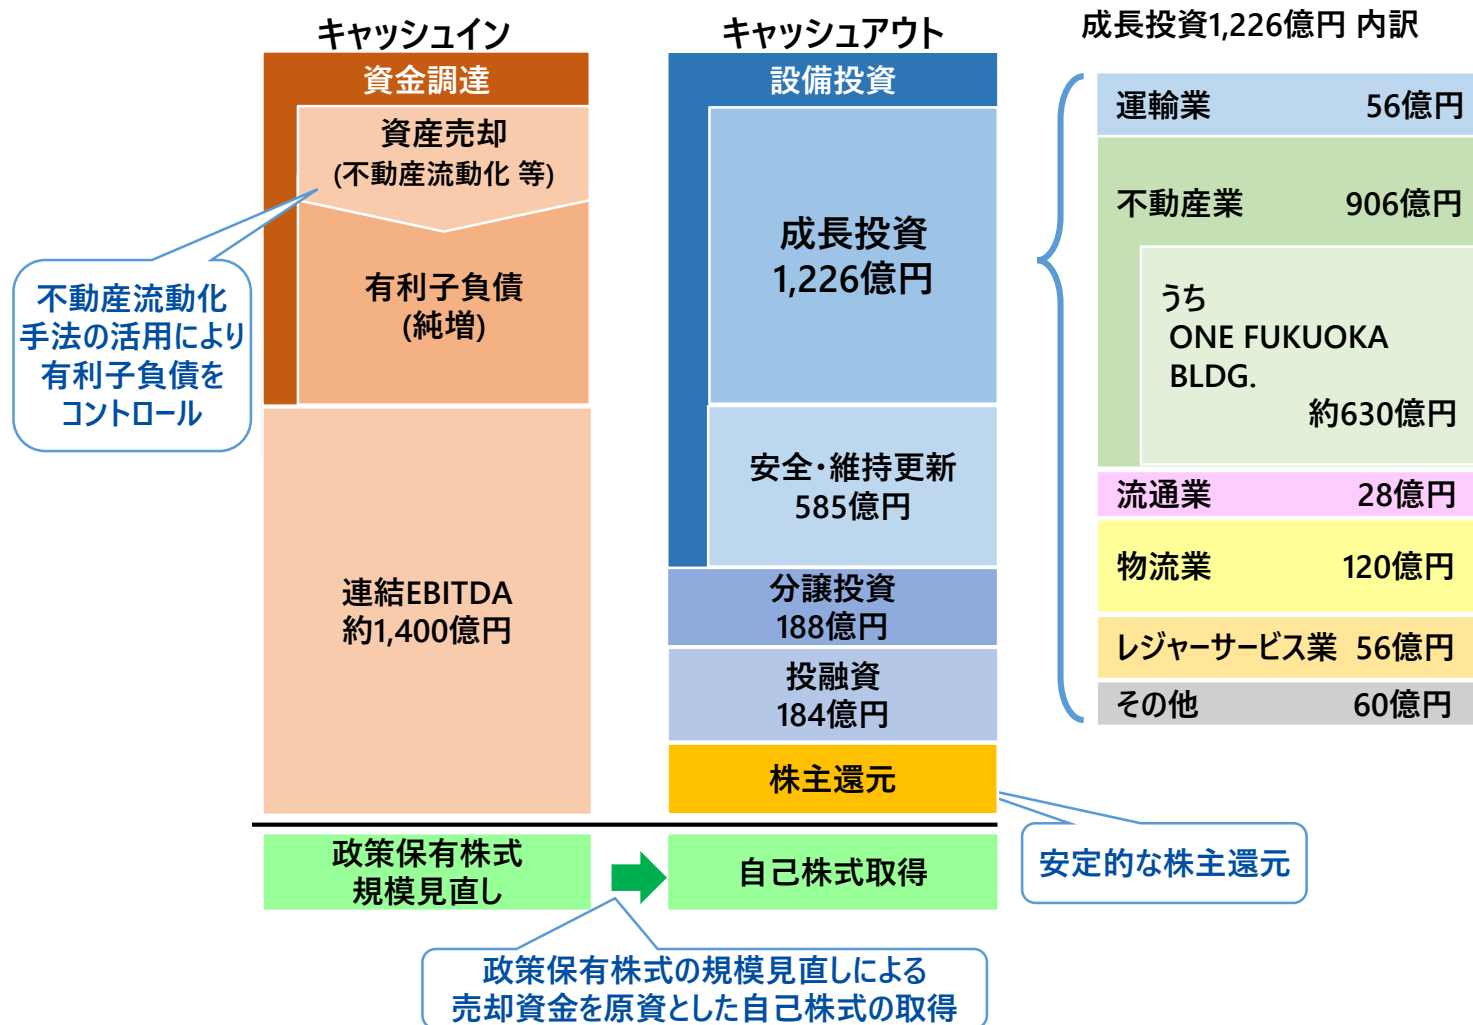 キャッシュイン
資金調達
資産売却
(不動産流動化 等)
有利子負債
(純増)
不動産流動化
手法の活用により
有利子負債を
コントロール
連結EBITDA
約1,400億円
キャッシュアウト
設備投資
成長投資
1,226億円
安全・維持更新
585億円
分譲投資
188億円
投融資
184億円
株主還元
安定的な株主還元
政策保有株式
規模見直し
自己株式取得
政策保有株式の規模見直しによる
売却資金を原資とした自己株式の取得
成長投資1,226億円 内訳
運輸業 56億円
不動産業 906億円
うち
ONE FUKUOKA
BLDG.
約630億円
流通業 28億円
物流業 120億円
レジャーサービス業 56億円
その他 60億円